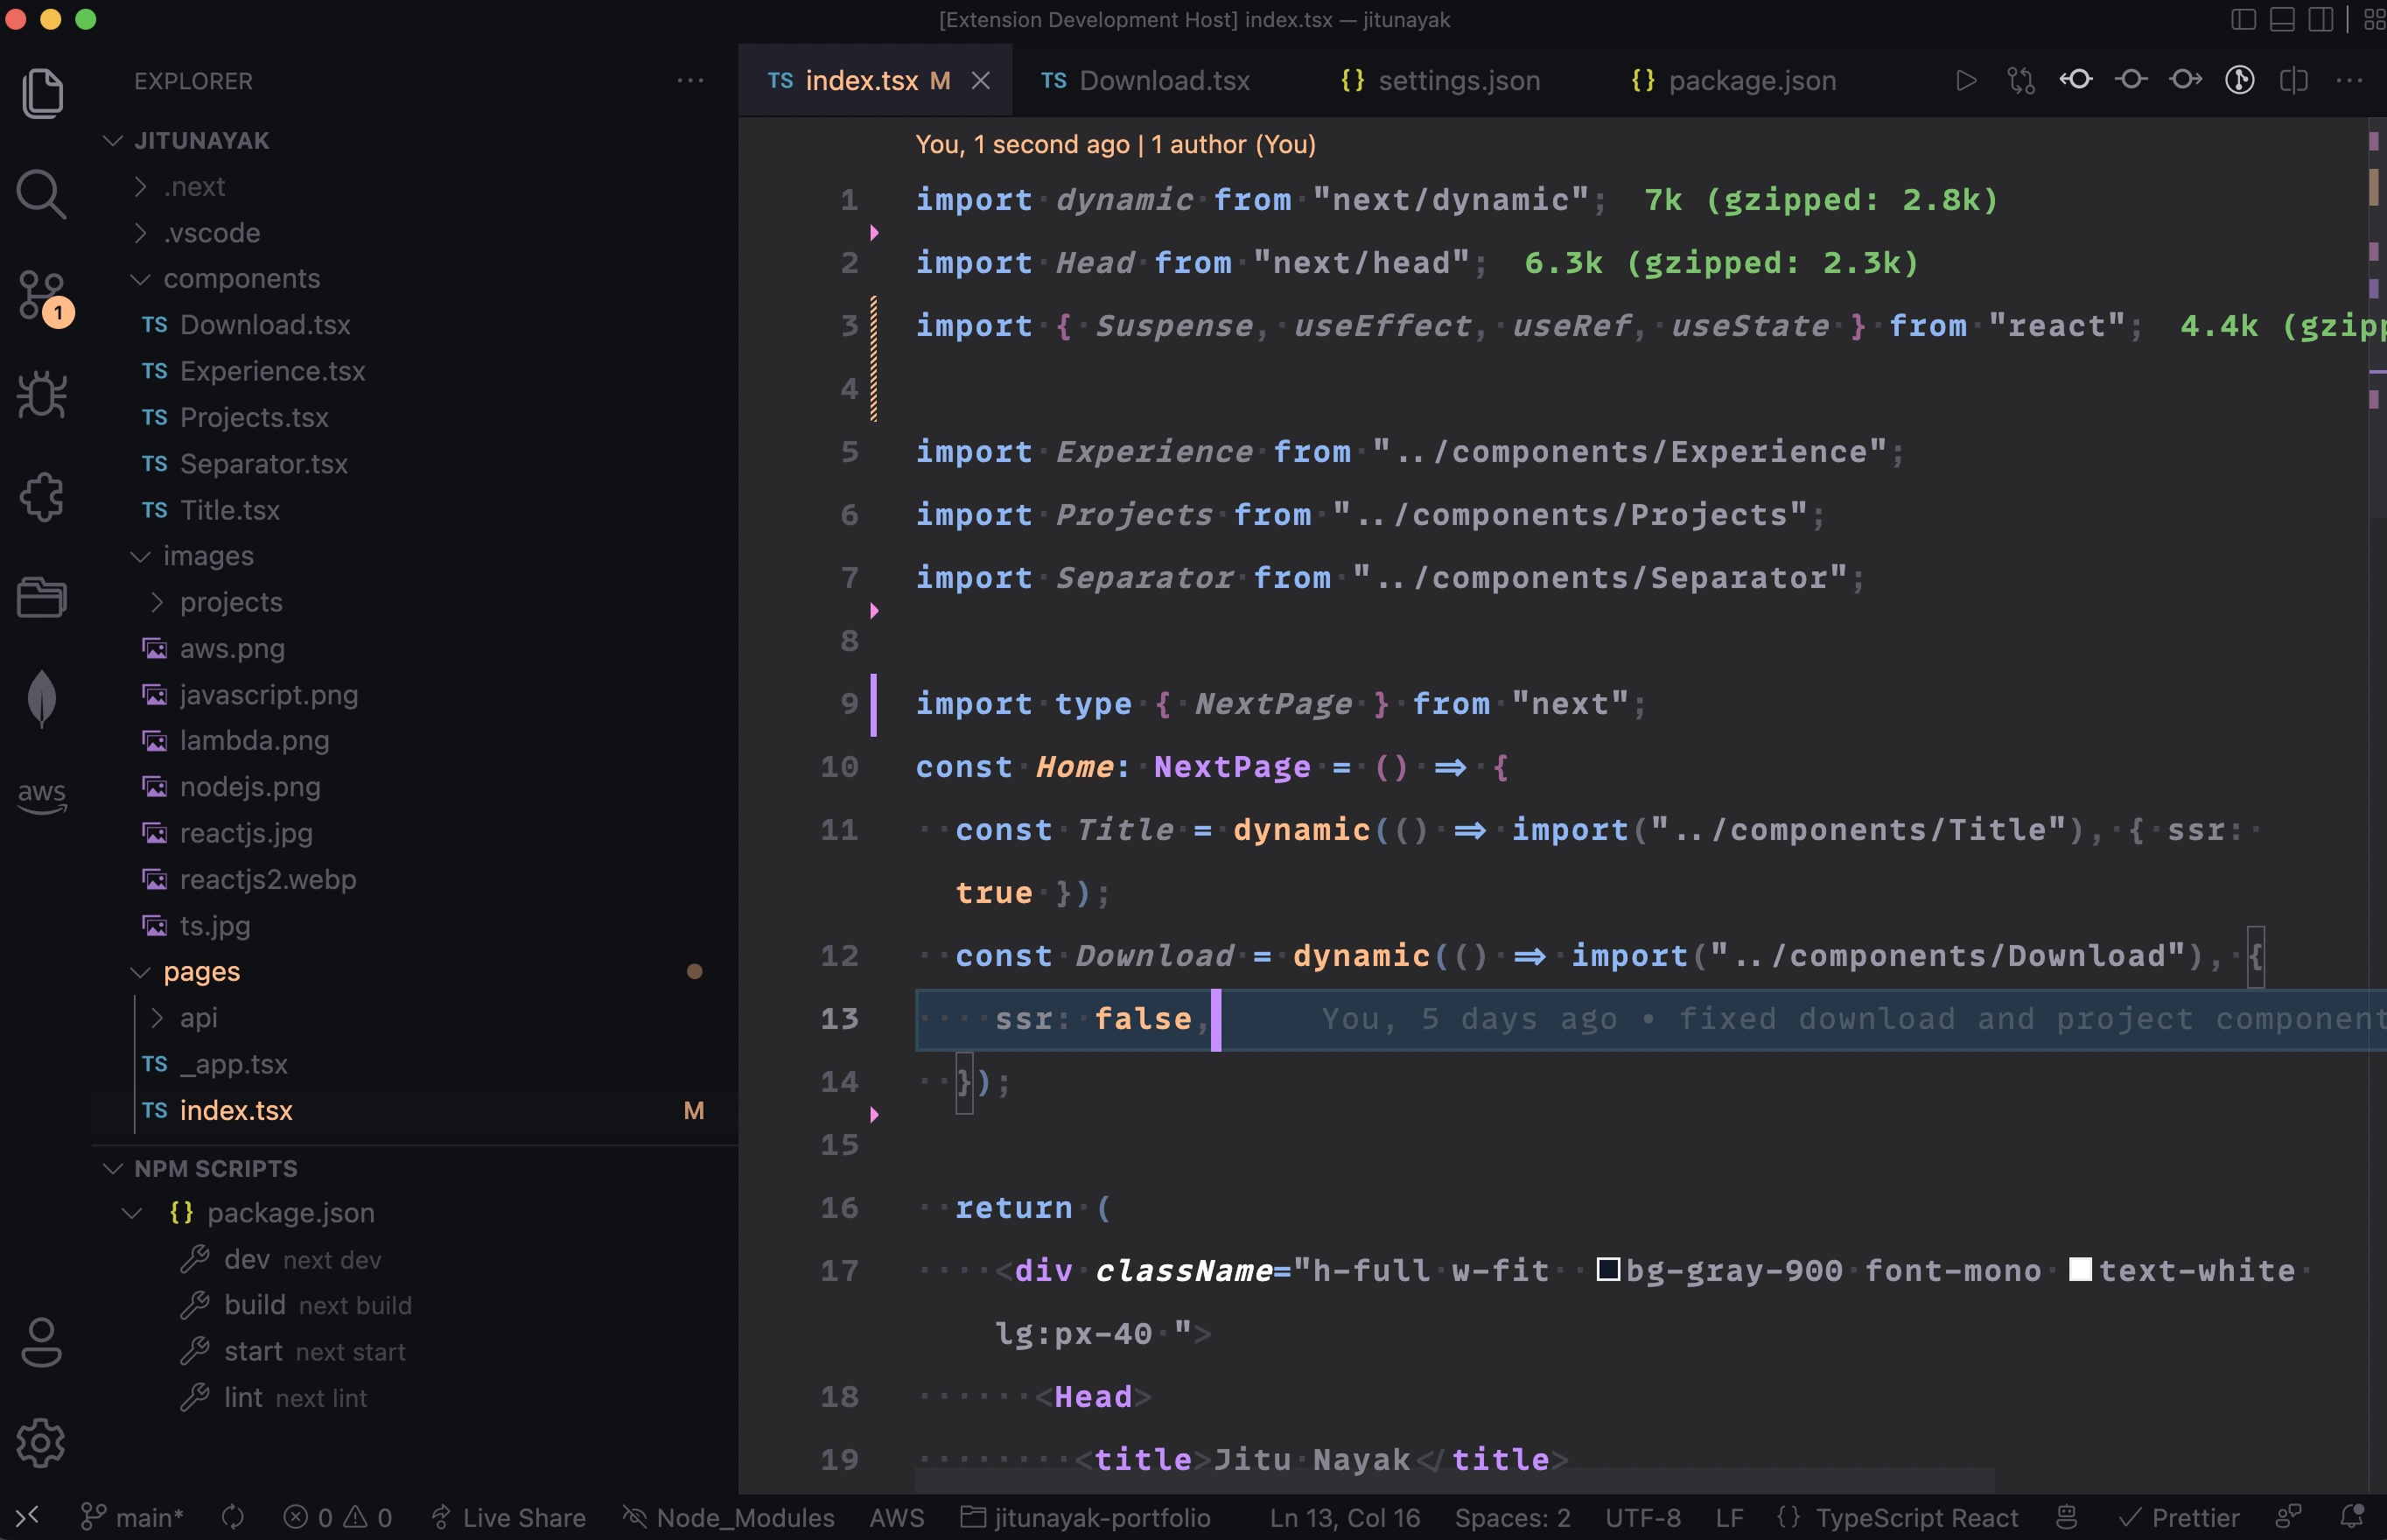 [Extension Development Host] index.tsx — jitunayak
EXPLORER
JITUNAYAK
.next
.vscode
components
TS Download.tsx
TS Experience.tsx
TS Projects.tsx
TS Separator.tsx
TS Title.tsx
images
projects
aws.png
javascript.png
lambda.png
nodejs.png
reactjs.jpg
reactjs2.webp
ts.jpg
pages
api
TS _app.tsx
TS index.tsx M
NPM SCRIPTS
{} package.json
dev next dev
build next build
start next start
lint next lint
1
aws
TS index.tsx M
TS Download.tsx
{} settings.json
{} package.json
You, 1 second ago | 1 author (You)
1 import dynamic from "next/dynamic"; 7k (gzipped: 2.8k)
2 import Head from "next/head"; 6.3k (gzipped: 2.3k)
3 import { Suspense, useEffect, useRef, useState } from "react"; 4.4k (gzipp
4
5 import Experience from "../components/Experience";
6 import Projects from "../components/Projects";
7 import Separator from "../components/Separator";
8
9 import type { NextPage } from "next";
10 const Home: NextPage = () => {
11 const Title = dynamic(() => import("../components/Title"), { ssr:
true });
12 const Download = dynamic(() => import("../components/Download"), {
13 ssr: false, You, 5 days ago • fixed download and project component
14 });
15
16 return (
17 <div className="h-full w-fit bg-gray-900 font-mono text-white
lg:px-40 ">
18 <Head>
19 <title>Jitu Nayak</title>
main* 0 0 Live Share Node_Modules AWS jitunayak-portfolio Ln 13, Col 16 Spaces: 2 UTF-8 LF {} TypeScript React Prettier